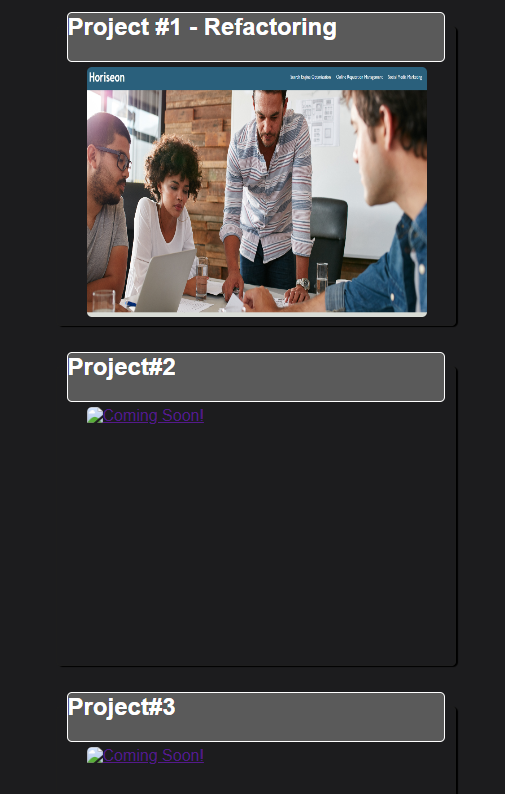 Project #1 - Refactoring
Horiseon Search Engine Optimization Online Reputation Management Social Media Marketing
Project#2
Coming Soon!
Project#3
Coming Soon!